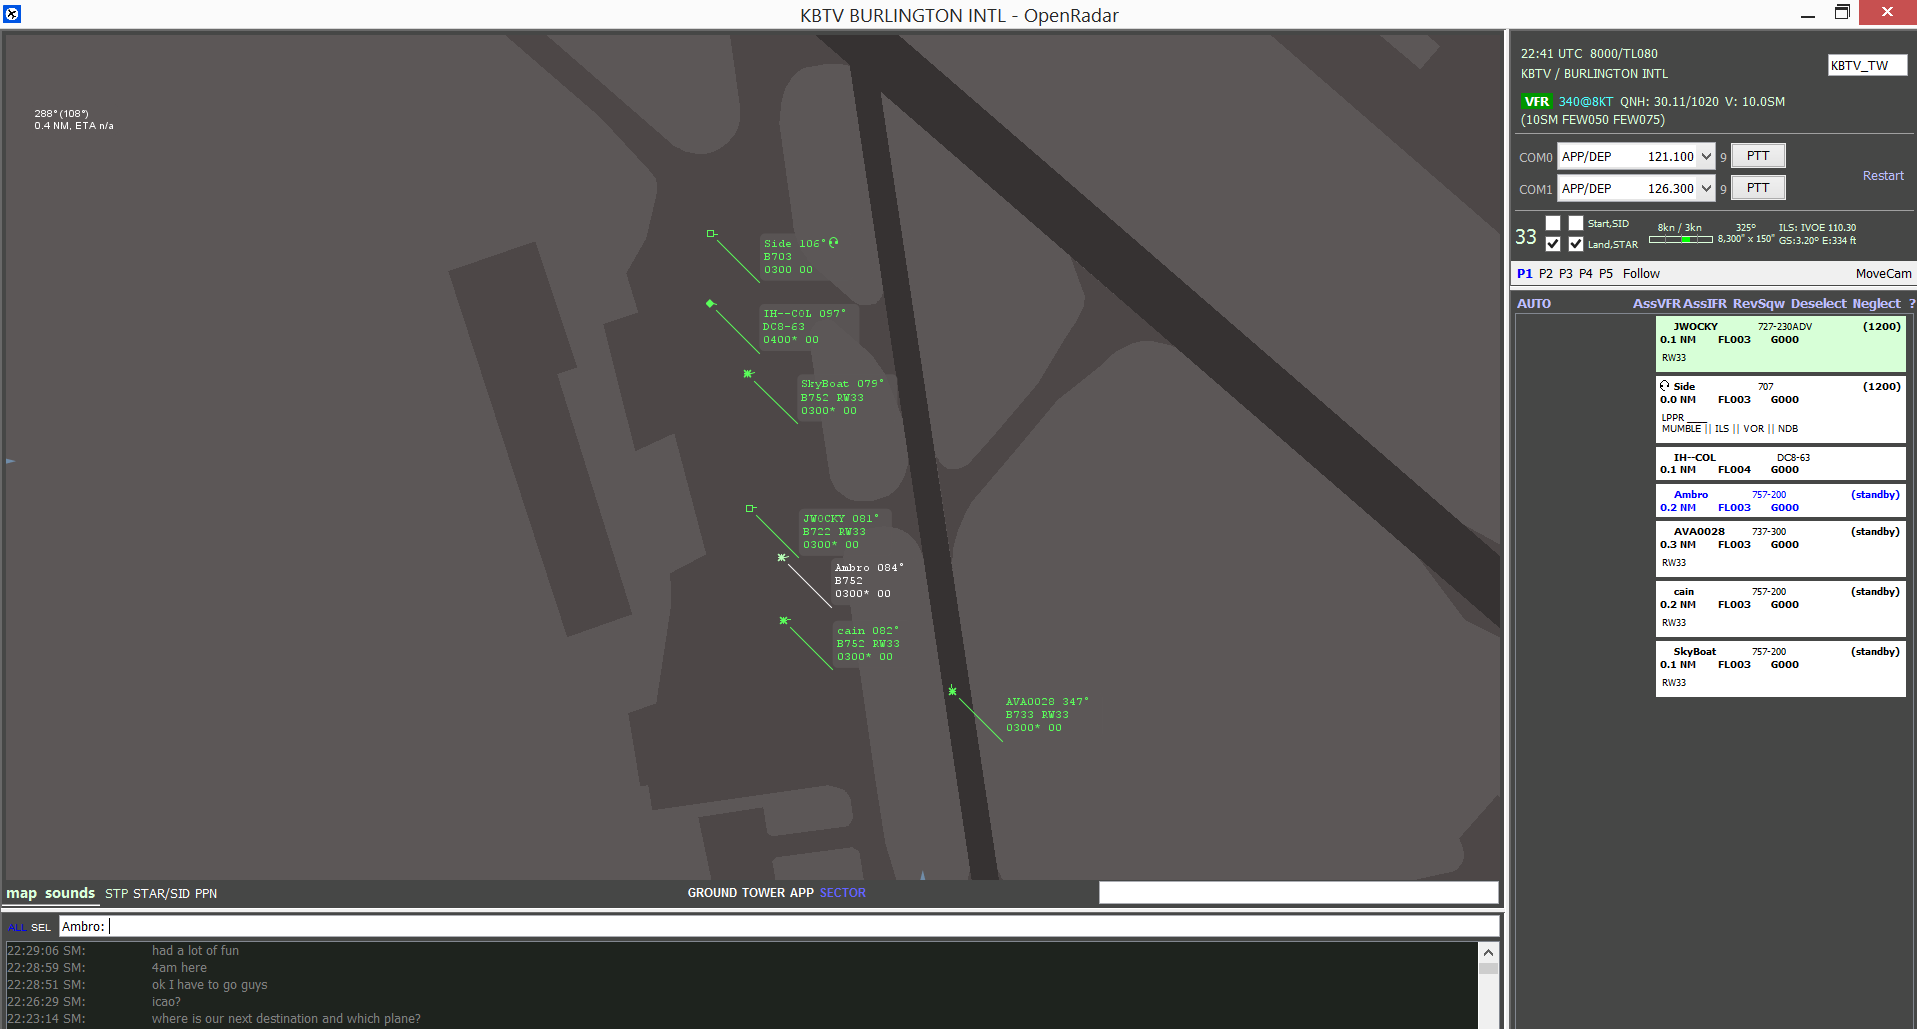 KBTV BURLINGTON INTL - OpenRadar
288° (108°)
0.4 NM, ETA n/a
Side 106°
B703
0300 00
IH--COL 097°
DC8-63
0400* 00
SkyBoat 079°
B752 RW33
0300* 00
JWOCKY 081°
B722 RW33
0300* 00
Ambro 084°
B752
0300* 00
cain 082°
B752 RW33
0300* 00
AVA0028 347°
B733 RW33
0300* 00
map sounds STP STAR/SID PPN
GROUND TOWER APP SECTOR
ALL SEL Ambro:
22:29:06 SM: had a lot of fun
22:28:59 SM: 4am here
22:28:51 SM: ok I have to go guys
22:26:29 SM: icao?
22:23:14 SM: where is our next destination and which plane?
22:41 UTC 8000/TL080
KBTV / BURLINGTON INTL
KBTV_TW
VFR 340@8KT QNH: 30.11/1020 V: 10.0SM
(10SM FEW050 FEW075)
COM0 APP/DEP 121.100 9 PTT
COM1 APP/DEP 126.300 9 PTT
Restart
33
Start,SID
Land,STAR
8kn / 3kn
325°
8,300" x 150"
ILS: IVOE 110.30
GS:3.20° E:334 ft
P1 P2 P3 P4 P5 Follow MoveCam
AUTO AssVFR AssIFR RevSqw Deselect Neglect ?
JWOCKY 727-230ADV (1200)
0.1 NM FL003 G000
RW33
Side 707 (1200)
0.0 NM FL003 G000
LPPR ____
MUMBLE || ILS || VOR || NDB
IH--COL DC8-63
0.1 NM FL004 G000
Ambro 757-200 (standby)
0.2 NM FL003 G000
AVA0028 737-300 (standby)
0.3 NM FL003 G000
RW33
cain 757-200 (standby)
0.2 NM FL003 G000
RW33
SkyBoat 757-200 (standby)
0.1 NM FL003 G000
RW33